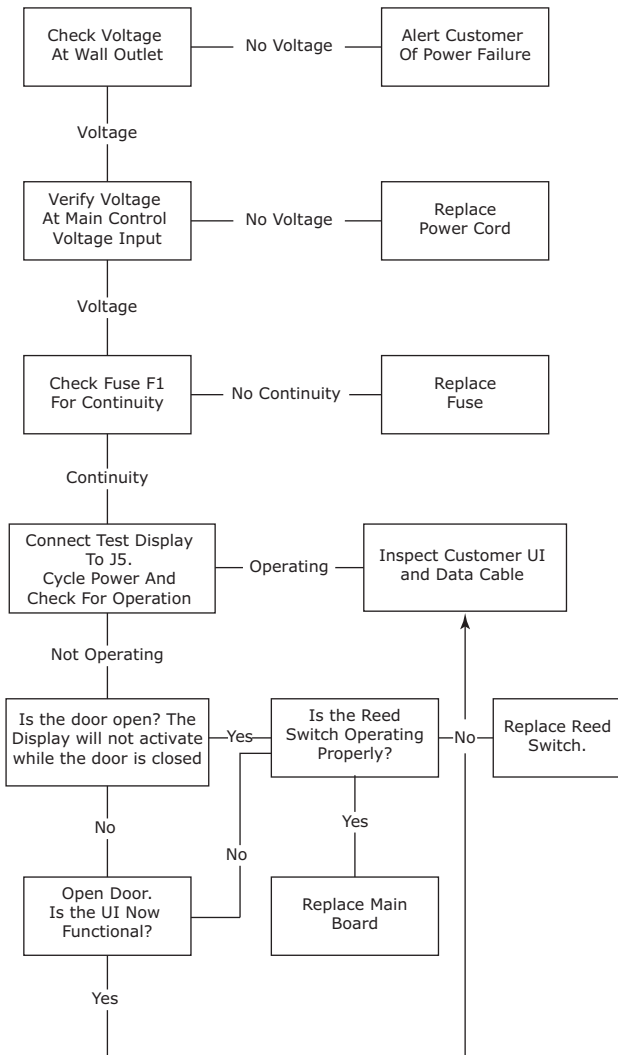 Check Voltage
At Wall Outlet
No Voltage
Alert Customer
Of Power Failure
Voltage
Verify Voltage
At Main Control
Voltage Input
No Voltage
Replace
Power Cord
Voltage
Check Fuse F1
For Continuity
No Continuity
Replace
Fuse
Continuity
Connect Test Display
To J5.
Cycle Power And
Check For Operation
Operating
Inspect Customer UI
and Data Cable
Not Operating
Is the door open? The
Display will not activate
while the door is closed
Yes
Is the Reed
Switch Operating
Properly?
No
Replace Reed
Switch.
No
No
Yes
Open Door.
Is the UI Now
Functional?
Replace Main
Board
Yes